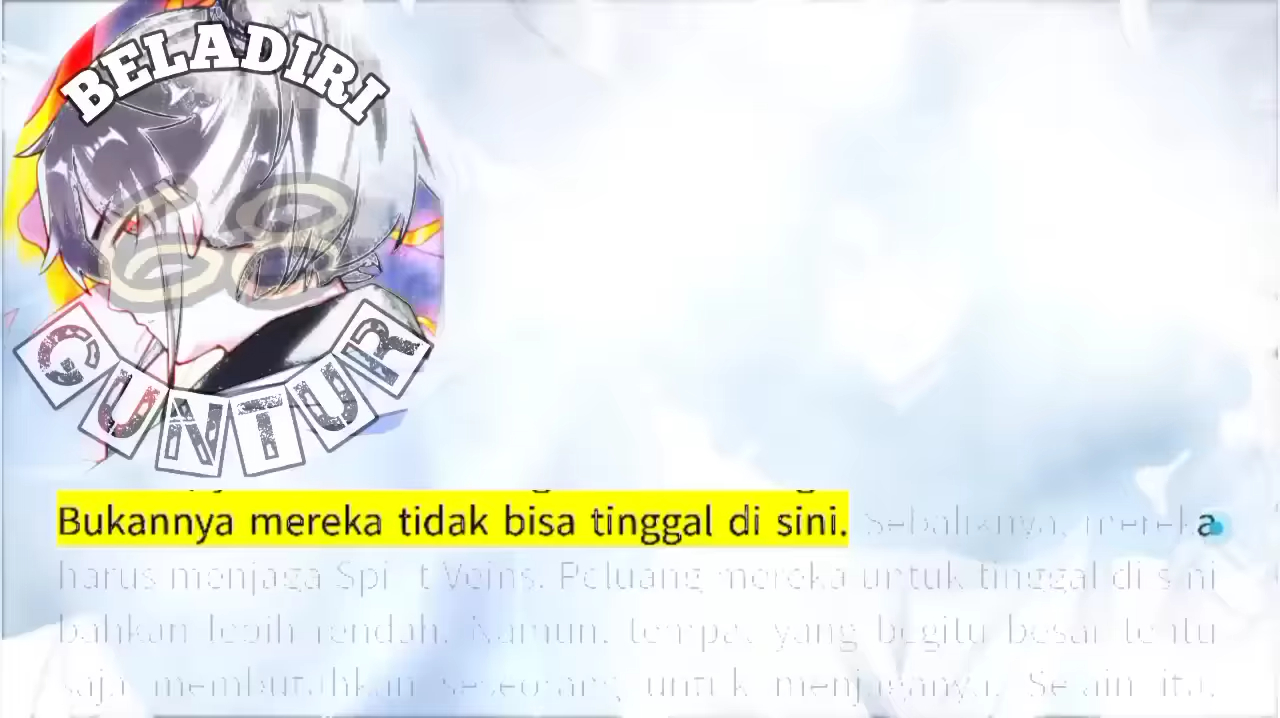 BELADIRI
GUNTUR
Bukannya mereka tidak bisa tinggal di sini. Sebaliknya, mereka
harus menjaga Spirit Veins. Peluang mereka untuk tinggal di sini
bahkan lebih rendah. Namun, tempat yang begitu besar tentu
saja membutuhkan seseorang untuk menjaganya. Selain itu,